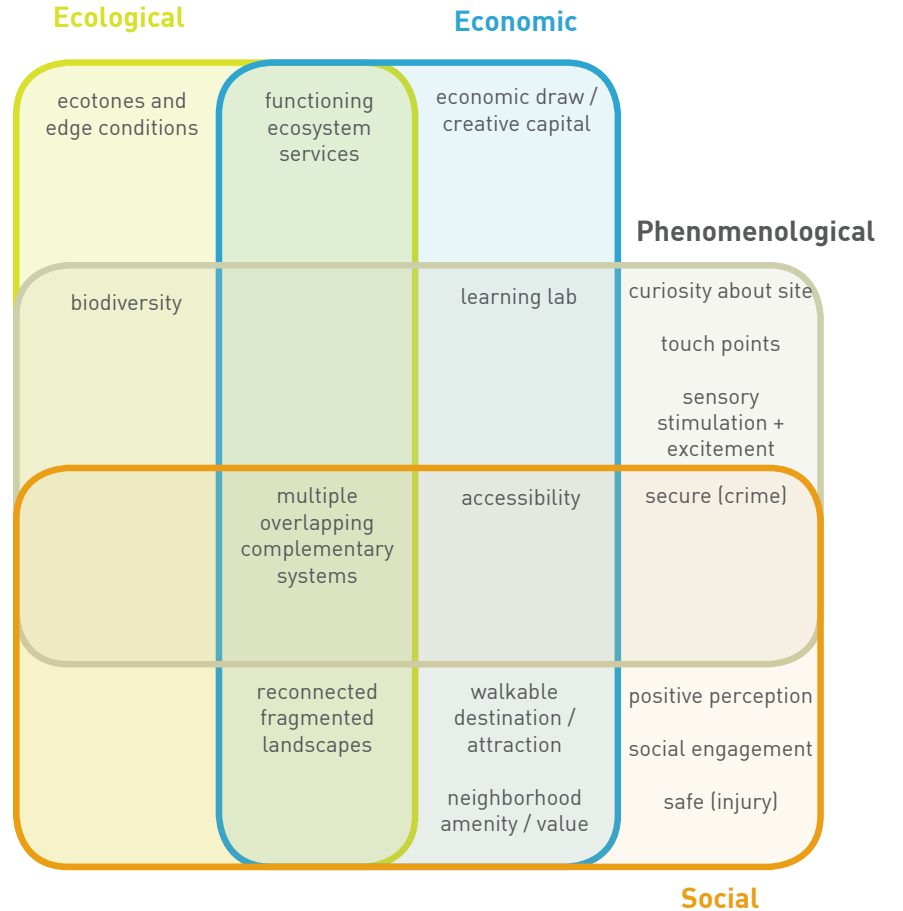 Ecological
Economic
ecotones and
edge conditions
functioning
ecosystem
services
economic draw /
creative capital
Phenomenological
biodiversity
learning lab
curiosity about site
touch points
sensory
stimulation +
excitement
multiple
overlapping
complementary
systems
accessibility
secure (crime)
reconnected
fragmented
landscapes
walkable
destination /
attraction
neighborhood
amenity / value
positive perception
social engagement
safe (injury)
Social